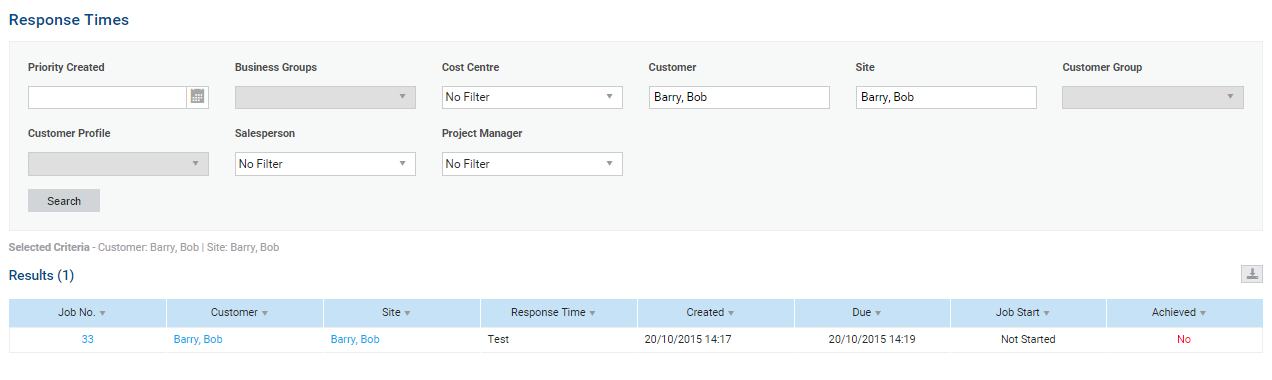 Response Times
Priority Created Business Groups Cost Centre Customer Site Customer Group
No Filter Barry, Bob Barry, Bob
Customer Profile Salesperson Project Manager
No Filter No Filter
Search
Selected Criteria - Customer: Barry, Bob | Site: Barry, Bob
Results (1)
Job No. Customer Site Response Time Created Due Job Start Achieved
33 Barry, Bob Barry, Bob Test 20/10/2015 14:17 20/10/2015 14:19 Not Started No